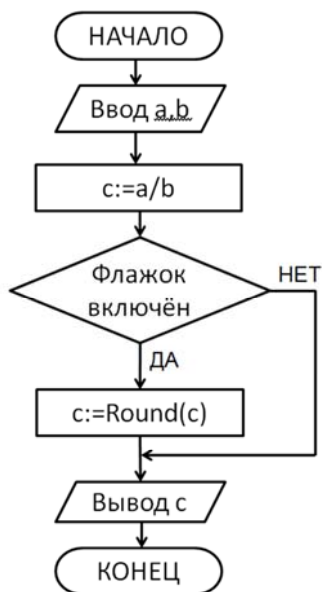 НАЧАЛО
Ввод a,b
c:=a/b
Флажок
включён
НЕТ
ДА
c:=Round(c)
Вывод c
КОНЕЦ